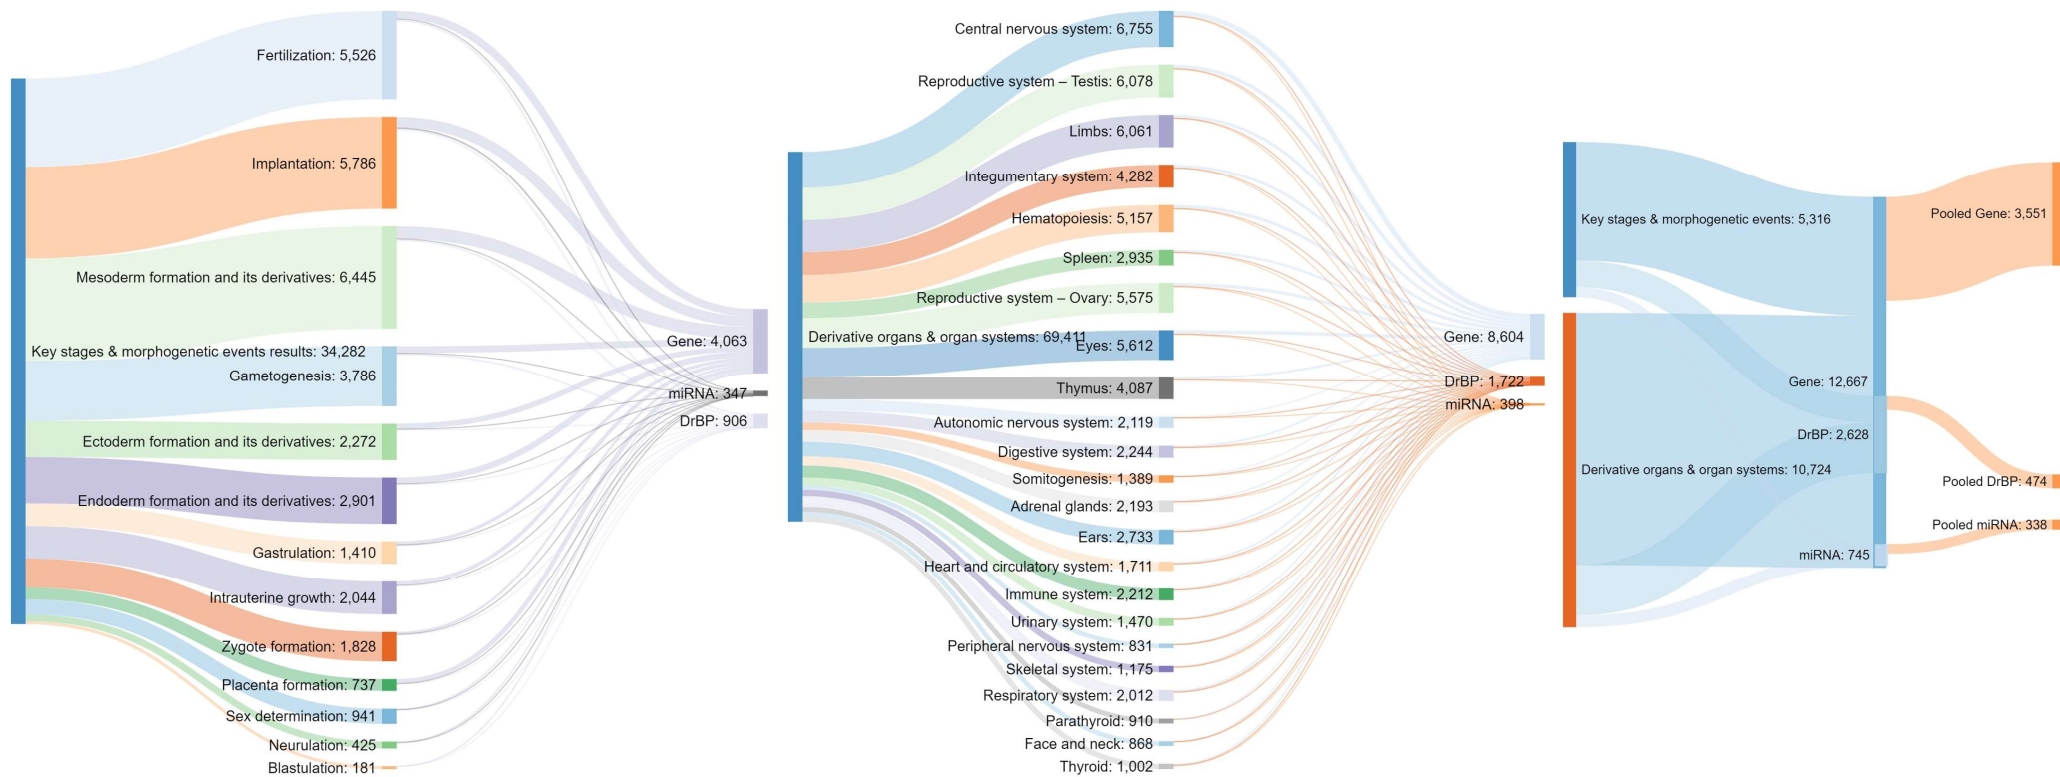 Fertilization: 5,526
Implantation: 5,786
Mesoderm formation and its derivatives: 6,445
Key stages & morphogenetic events results: 34,282
Gametogenesis: 3,786
Ectoderm formation and its derivatives: 2,272
Endoderm formation and its derivatives: 2,901
Gastrulation: 1,410
Intrauterine growth: 2,044
Zygote formation: 1,828
Placenta formation: 737
Sex determination: 941
Neurulation: 425
Blastulation: 181
Gene: 4,063
miRNA: 347
DrBP: 906
Central nervous system: 6,755
Reproductive system – Testis: 6,078
Limbs: 6,061
Integumentary system: 4,282
Hematopoiesis: 5,157
Spleen: 2,935
Reproductive system – Ovary: 5,575
Derivative organs & organ systems: 69,411
Eyes: 5,612
Thymus: 4,087
Autonomic nervous system: 2,119
Digestive system: 2,244
Somitogenesis: 1,389
Adrenal glands: 2,193
Ears: 2,733
Heart and circulatory system: 1,711
Immune system: 2,212
Urinary system: 1,470
Peripheral nervous system: 831
Skeletal system: 1,175
Respiratory system: 2,012
Parathyroid: 910
Face and neck: 868
Thyroid: 1,002
Gene: 8,604
DrBP: 1,722
miRNA: 398
Key stages & morphogenetic events: 5,316
Derivative organs & organ systems: 10,724
Gene: 12,667
DrBP: 2,628
miRNA: 745
Pooled Gene: 3,551
Pooled DrBP: 474
Pooled miRNA: 338